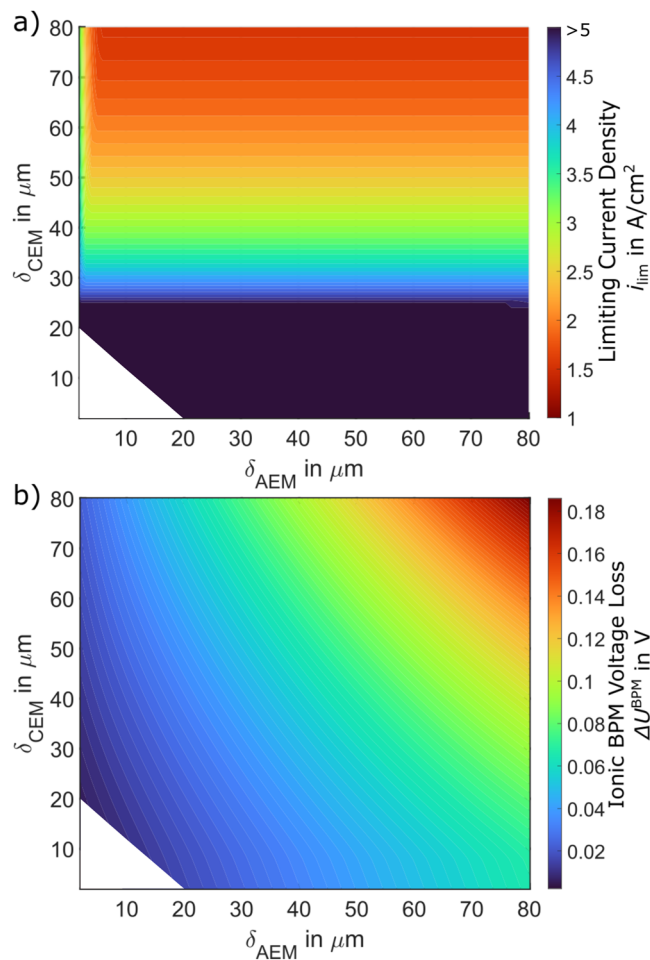 a)
80
70
60
50
40
30
20
10
δCEM in μm
10 20 30 40 50 60 70 80
δAEM in μm
>5
4.5
4
3.5
3
2.5
2
1.5
1
Limiting Current Density
ilim in A/cm²
b)
80
70
60
50
40
30
20
10
δCEM in μm
10 20 30 40 50 60 70 80
δAEM in μm
0.18
0.16
0.14
0.12
0.10
0.08
0.06
0.04
0.02
Ionic BPM Voltage Loss
ΔU^BPM in V